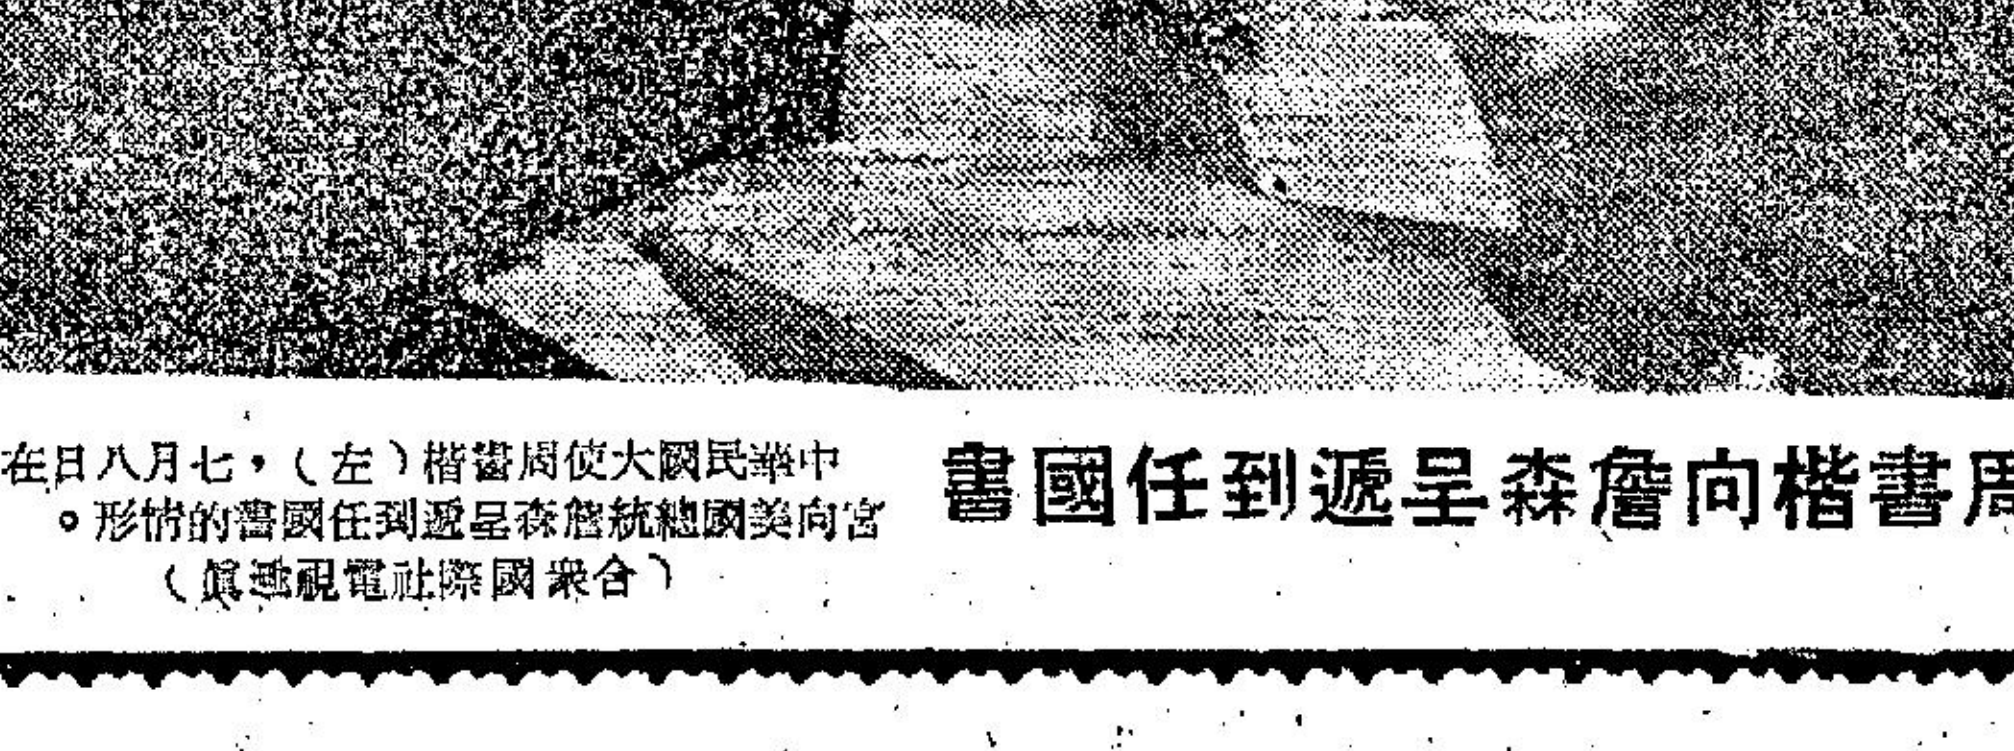 周書楷向詹森呈遞到任國書
中華民國大使周書楷（左），七月八日在
宮向美國總統詹森呈遞到任國書的情形。
（合衆國際社電視傳眞）